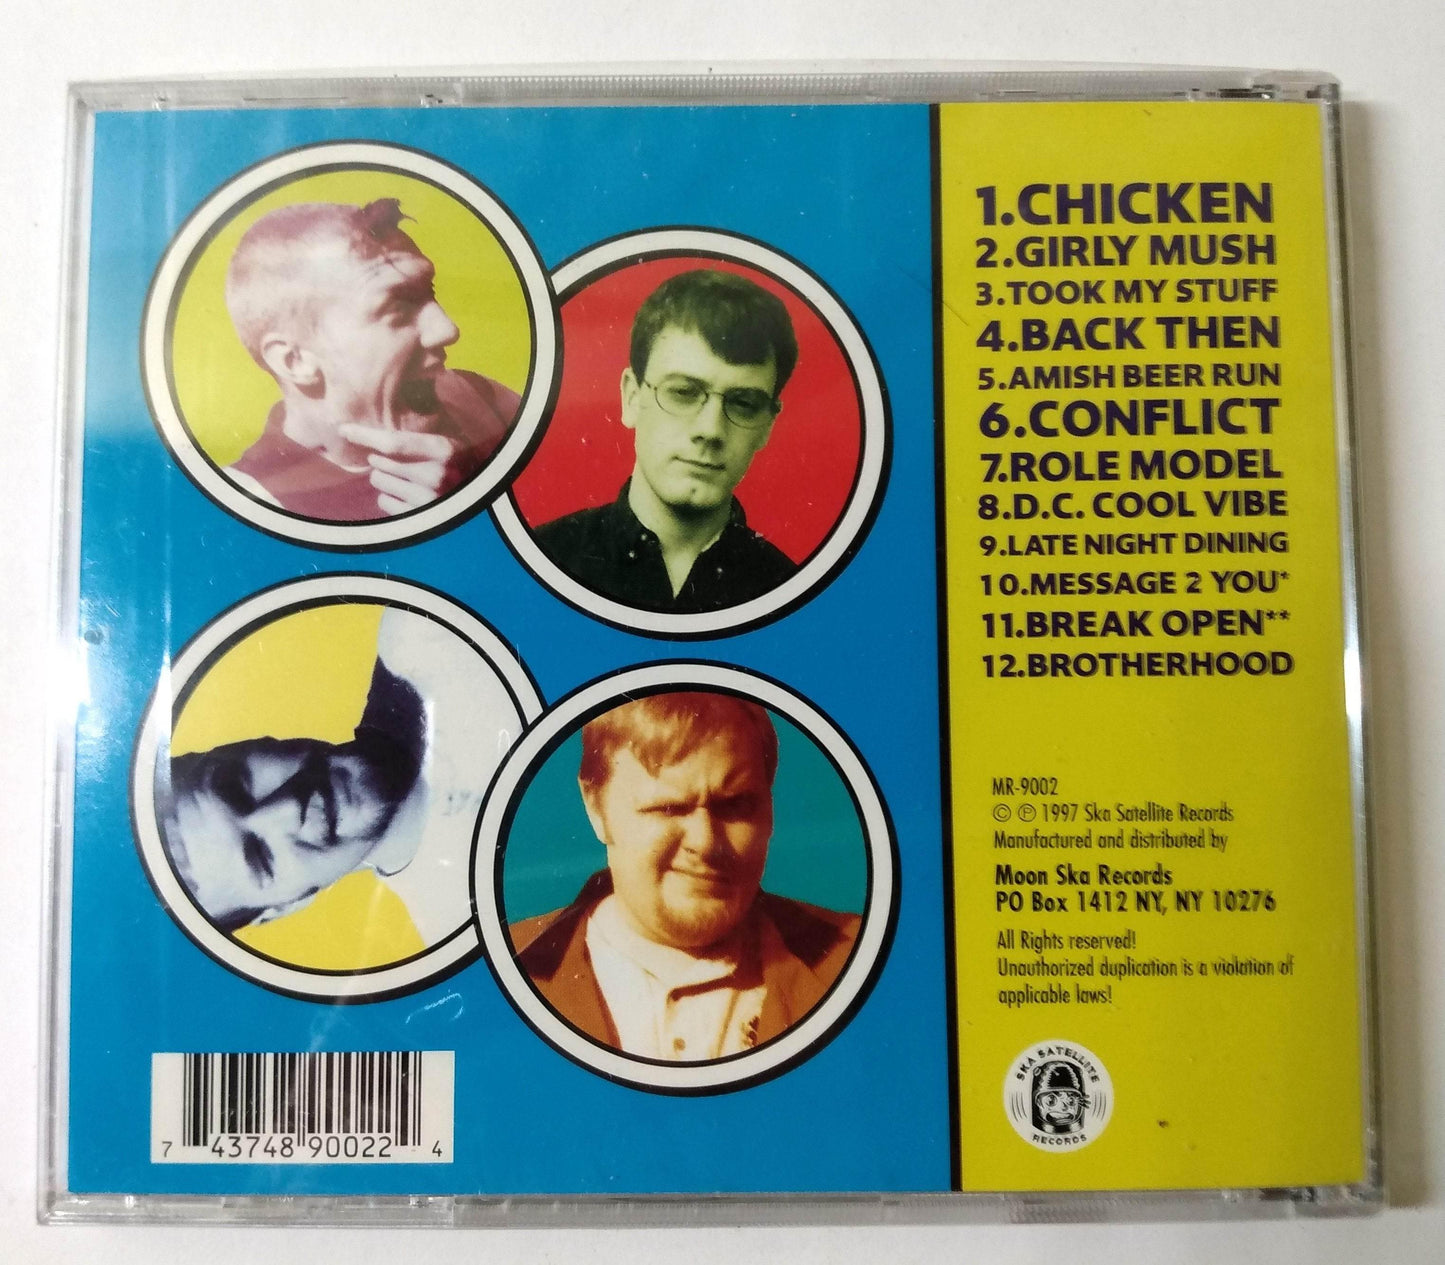 1.CHICKEN
2.GIRLY MUSH
3.TOOK MY STUFF
4.BACK THEN
5.AMISH BEER RUN
6.CONFLICT
7.ROLE MODEL
8.D.C. COOL VIBE
9.LATE NIGHT DINING
10.MESSAGE 2 YOU*
11.BREAK OPEN**
12.BROTHERHOOD
MR-9002
© ℗ 1997 Ska Satellite Records
Manufactured and distributed by
Moon Ska Records
PO Box 1412 NY, NY 10276
All Rights reserved!
Unauthorized duplication is a violation of
applicable laws!
SKA SATELLITE
RECORDS
7 43748 90022 4